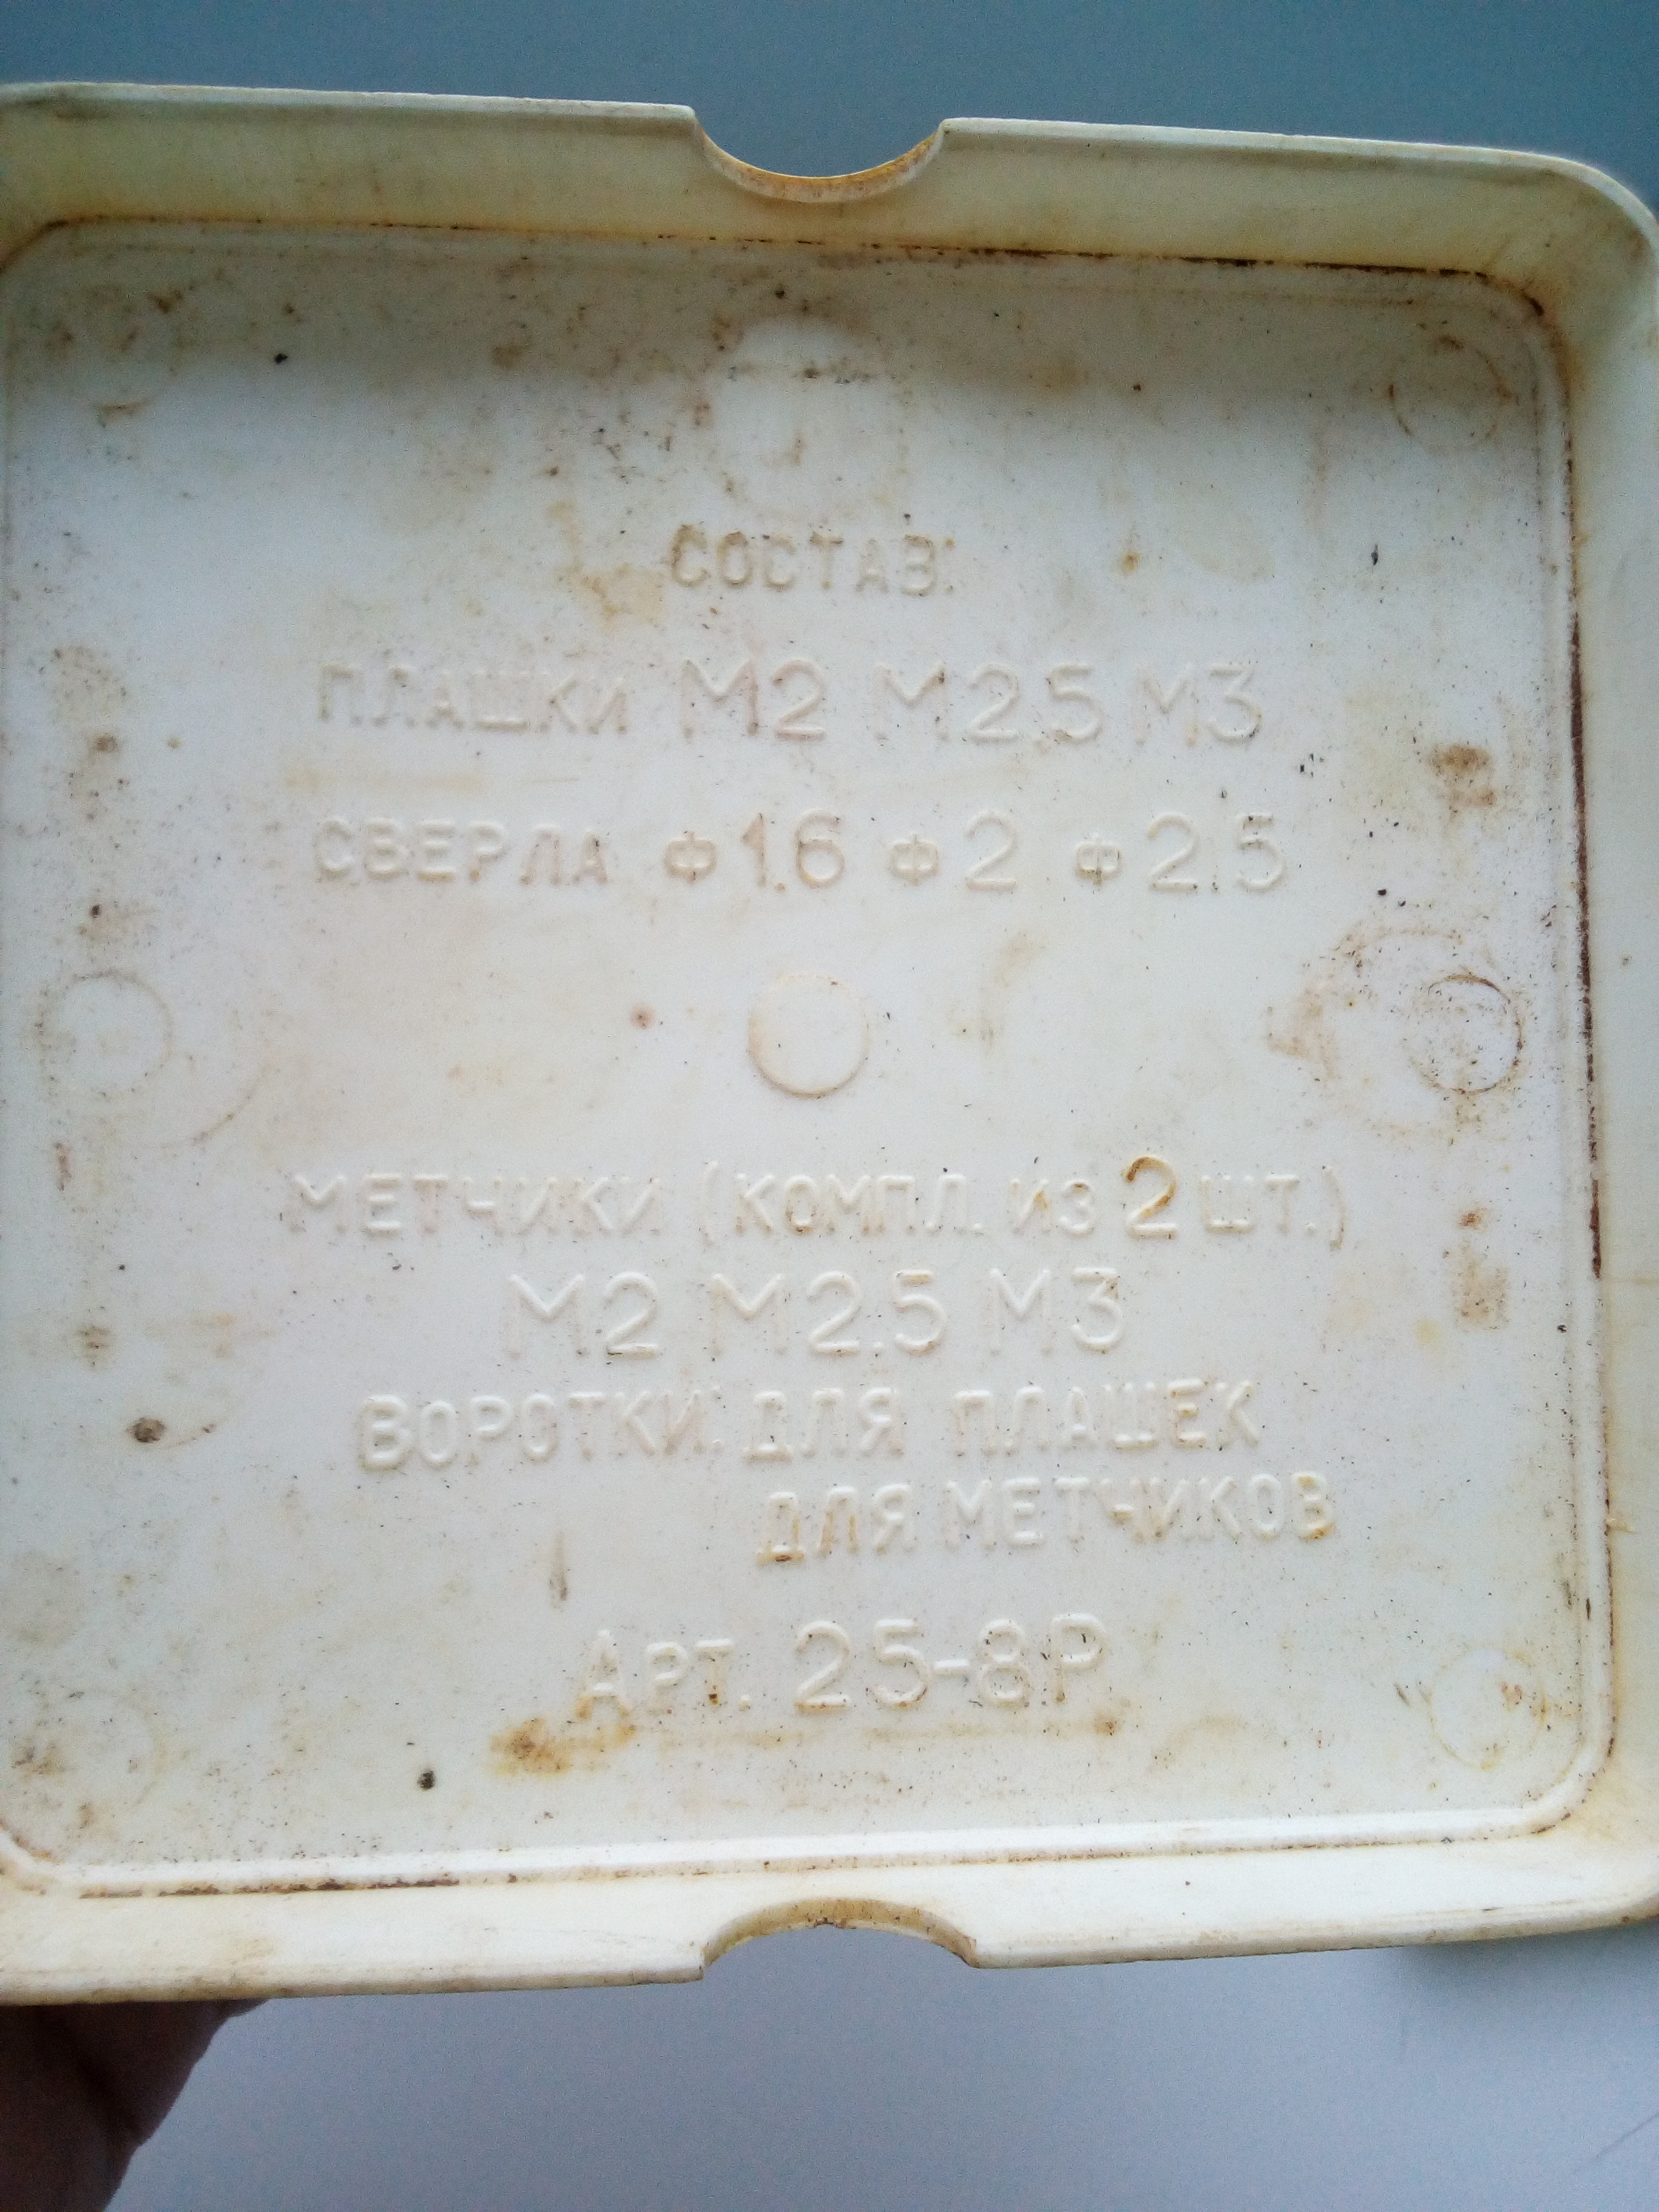 СОСТАВ:
ПЛАШКИ М2 М2,5 М3
СВЕРЛА Ф1.6 Ф2 Ф2.5
МЕТЧИКИ (КОМПЛ. ИЗ 2 ШТ.)
М2 М2.5 М3
ВОРОТКИ: ДЛЯ ПЛАШЕК
ДЛЯ МЕТЧИКОВ
АРТ. 25-8Р